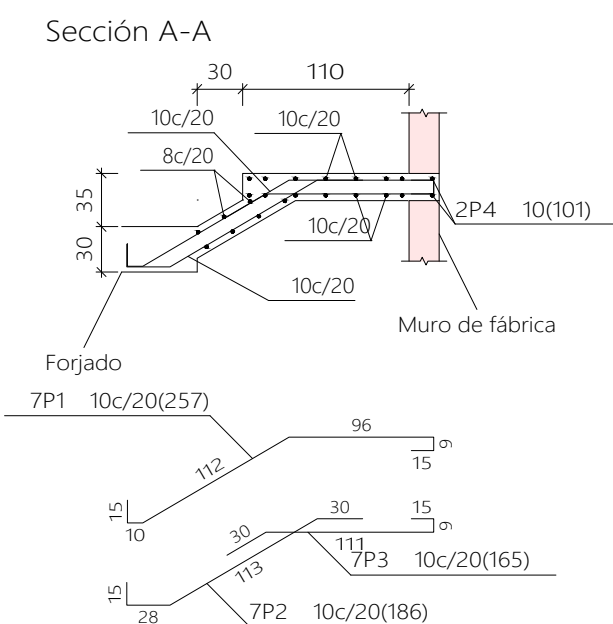 Sección A-A
30
110
10c/20
10c/20
8c/20
35
30
10c/20
2P4 10(101)
10c/20
Muro de fábrica
Forjado
7P1 10c/20(257)
96
9
15
112
15
10
30
15
30
9
111
7P3 10c/20(165)
113
15
28
7P2 10c/20(186)